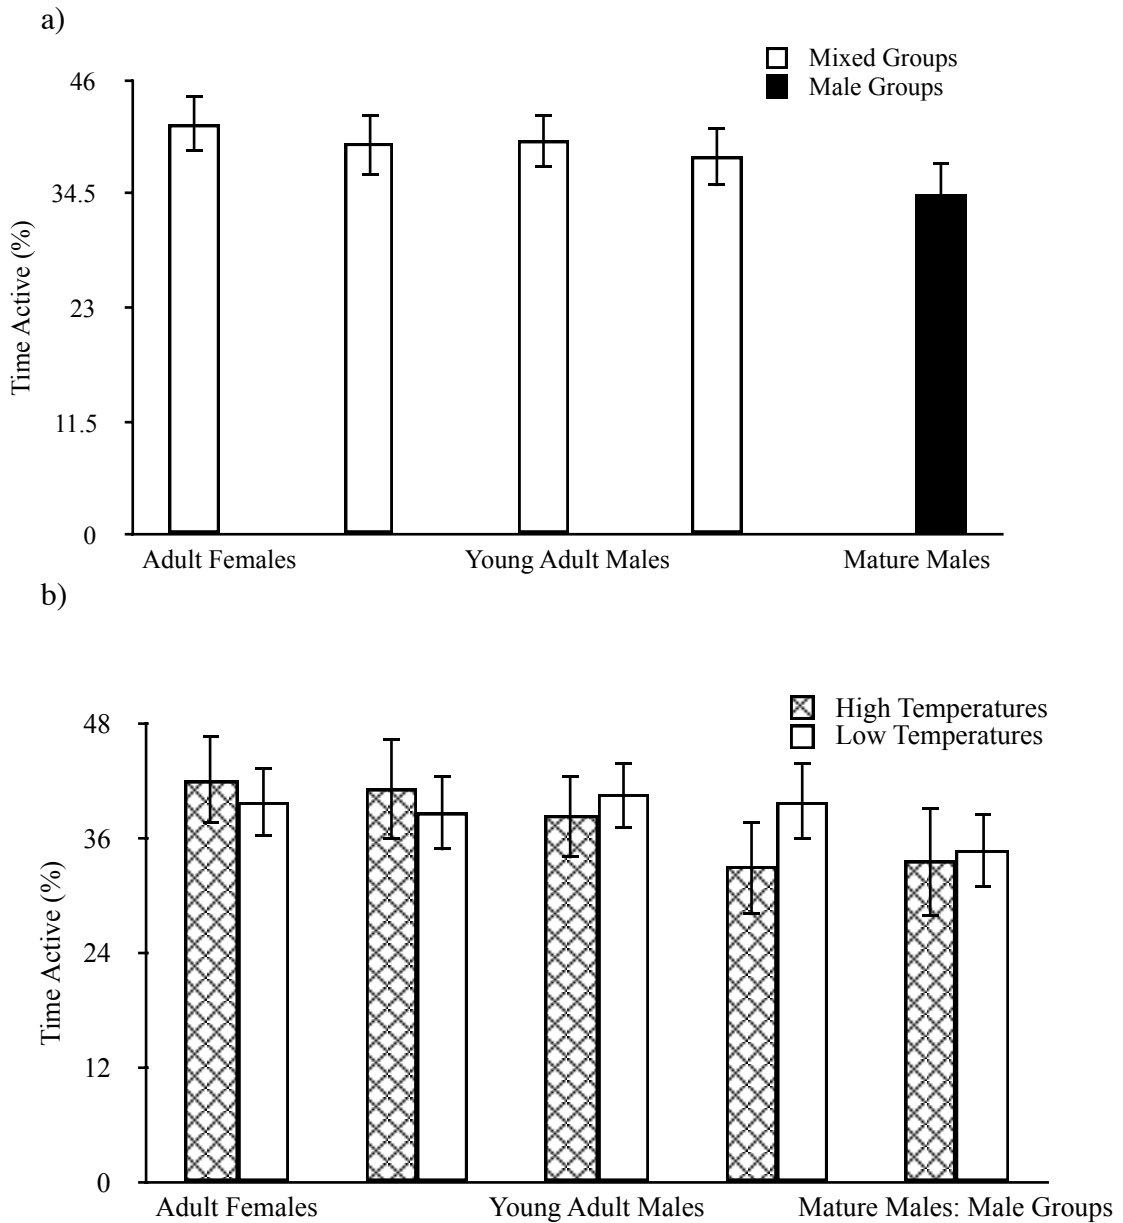 a)
Mixed Groups
Male Groups
46
34.5
23
11.5
0
Time Active (%)
Adult Females
Young Adult Males
Mature Males
b)
High Temperatures
Low Temperatures
48
36
24
12
0
Time Active (%)
Adult Females
Young Adult Males
Mature Males: Male Groups